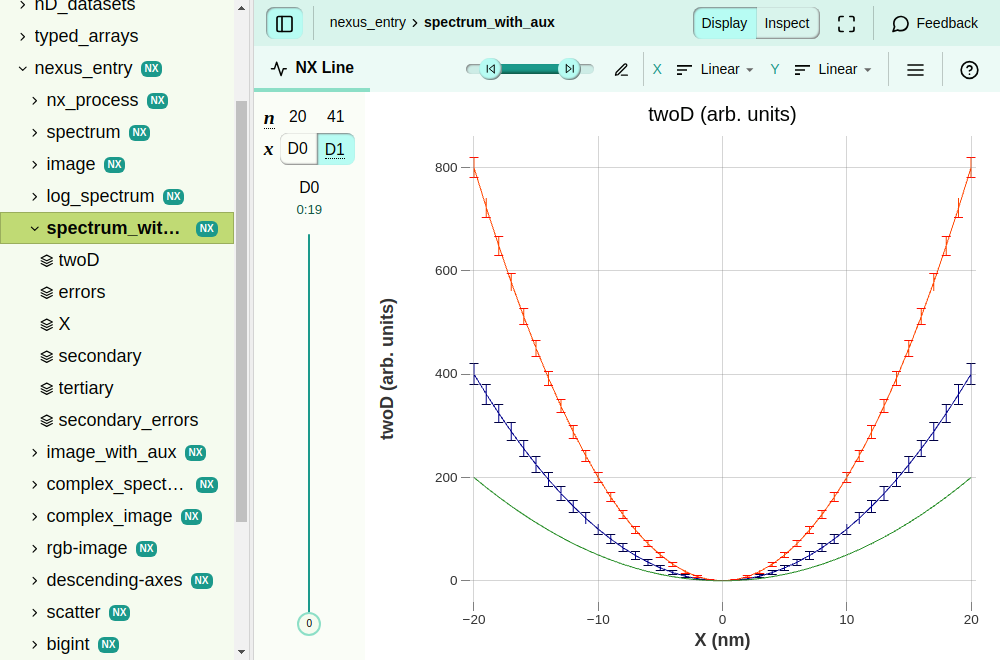 nD_datasets
typed_arrays
nexus_entry NX
nx_process NX
spectrum NX
image NX
log_spectrum NX
spectrum_wit... NX
twoD
errors
X
secondary
tertiary
secondary_errors
image_with_aux NX
complex_spect... NX
complex_image NX
rgb-image NX
descending-axes NX
scatter NX
bigint NX
nexus_entry › spectrum_with_aux
Display Inspect
Feedback
NX Line
X Linear
Y Linear
n 20 41
x D0 D1
D0
0:19
0
twoD (arb. units)
twoD (arb. units)
800
600
400
200
0
−20 −10 0 10 20
X (nm)